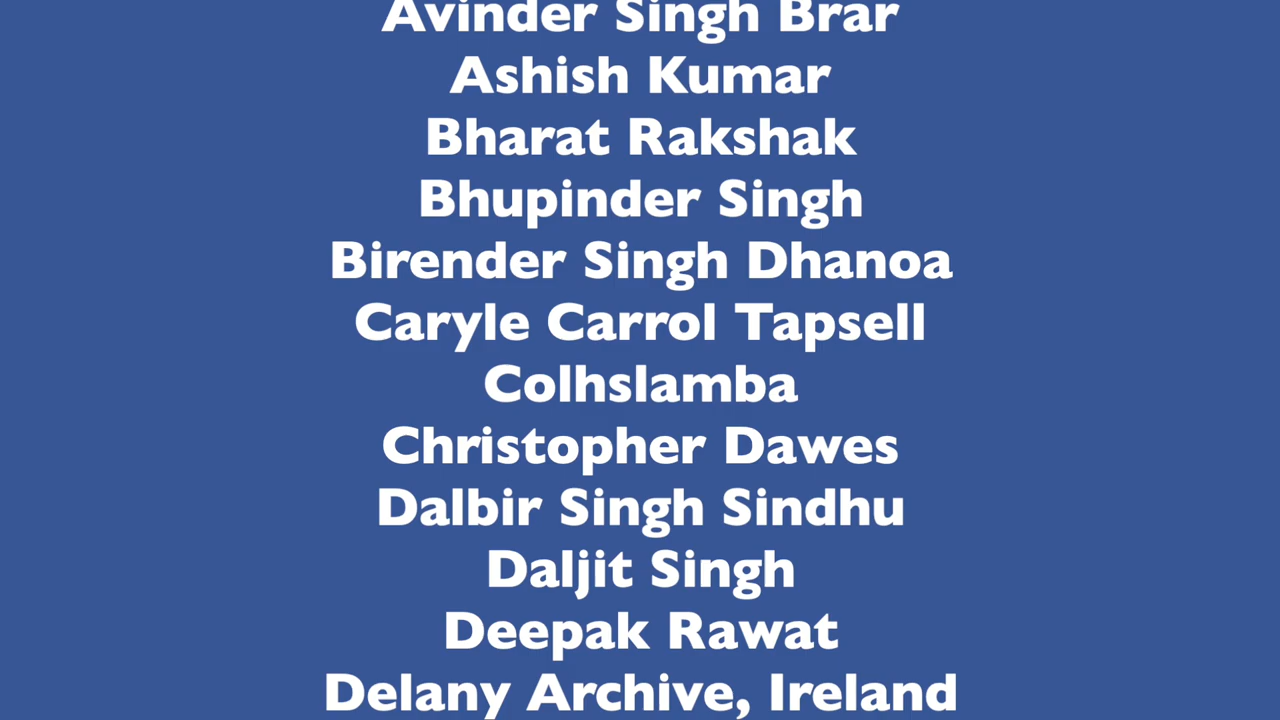 Avinder Singh Brar
Ashish Kumar
Bharat Rakshak
Bhupinder Singh
Birender Singh Dhanoa
Caryle Carrol Tapsell
Colhslamba
Christopher Dawes
Dalbir Singh Sindhu
Daljit Singh
Deepak Rawat
Delany Archive, Ireland